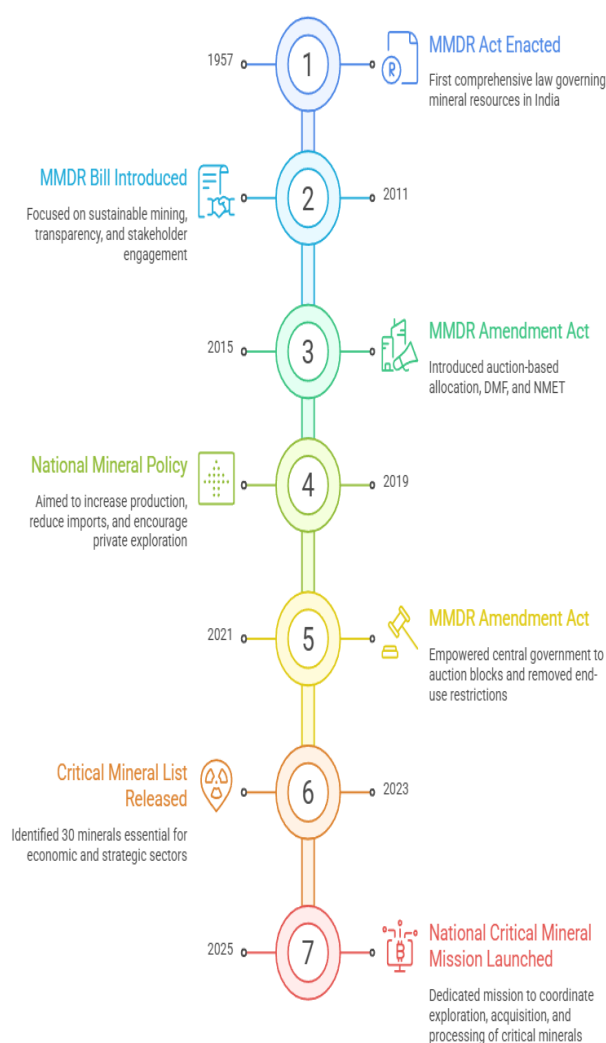 1957
1
R
MMDR Act Enacted
First comprehensive law governing
mineral resources in India
MMDR Bill Introduced
Focused on sustainable mining,
transparency, and stakeholder
engagement
2
2011
2015
3
MMDR Amendment Act
Introduced auction-based
allocation, DMF, and NMET
National Mineral Policy
Aimed to increase production,
reduce imports, and encourage
private exploration
4
2019
2021
5
MMDR Amendment Act
Empowered central government to
auction blocks and removed end-
use restrictions
Critical Mineral List
Released
Identified 30 minerals essential for
economic and strategic sectors
6
2023
2025
7
National Critical Mineral
Mission Launched
Dedicated mission to coordinate
exploration, acquisition, and
processing of critical minerals